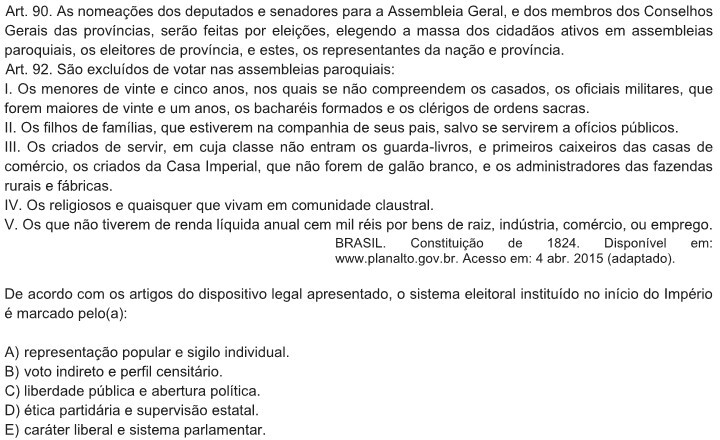 Art. 90. As nomeações dos deputados e senadores para a Assembleia Geral, e dos membros dos Conselhos
Gerais das províncias, serão feitas por eleições, elegendo a massa dos cidadãos ativos em assembleias
paroquiais, os eleitores de província, e estes, os representantes da nação e província.
Art. 92. São excluídos de votar nas assembleias paroquiais:
I. Os menores de vinte e cinco anos, nos quais se não compreendem os casados, os oficiais militares, que
forem maiores de vinte e um anos, os bacharéis formados e os clérigos de ordens sacras.
II. Os filhos de famílias, que estiverem na companhia de seus pais, salvo se servirem a ofícios públicos.
III. Os criados de servir, em cuja classe não entram os guarda-livros, e primeiros caixeiros das casas de
comércio, os criados da Casa Imperial, que não forem de galão branco, e os administradores das fazendas
rurais e fábricas.
IV. Os religiosos e quaisquer que vivam em comunidade claustral.
V. Os que não tiverem de renda líquida anual cem mil réis por bens de raiz, indústria, comércio, ou emprego.
BRASIL. Constituição de 1824. Disponível em:
www.planalto.gov.br. Acesso em: 4 abr. 2015 (adaptado).
De acordo com os artigos do dispositivo legal apresentado, o sistema eleitoral instituído no início do Império
é marcado pelo(a):
A) representação popular e sigilo individual.
B) voto indireto e perfil censitário.
C) liberdade pública e abertura política.
D) ética partidária e supervisão estatal.
E) caráter liberal e sistema parlamentar.